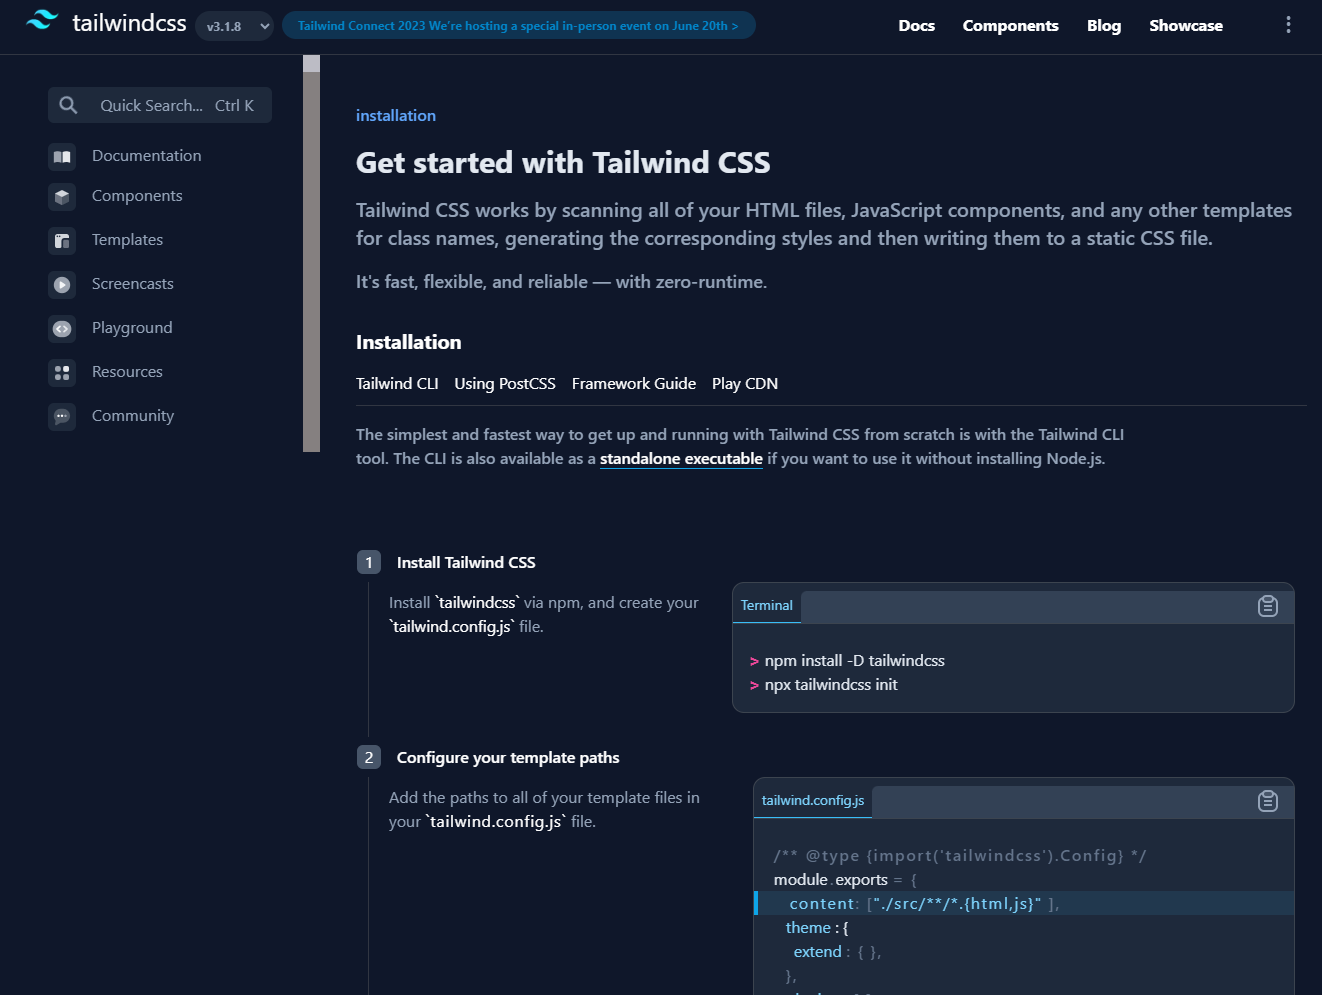 tailwindcss v3.1.8 Tailwind Connect 2023 We're hosting a special in-person event on June 20th > Docs Components Blog Showcase
Quick Search... Ctrl K
Documentation
Components
Templates
Screencasts
Playground
Resources
Community
installation
Get started with Tailwind CSS
Tailwind CSS works by scanning all of your HTML files, JavaScript components, and any other templates
for class names, generating the corresponding styles and then writing them to a static CSS file.
It's fast, flexible, and reliable — with zero-runtime.
Installation
Tailwind CLI Using PostCSS Framework Guide Play CDN
The simplest and fastest way to get up and running with Tailwind CSS from scratch is with the Tailwind CLI
tool. The CLI is also available as a standalone executable if you want to use it without installing Node.js.
1 Install Tailwind CSS
Install `tailwindcss` via npm, and create your
`tailwind.config.js` file.
Terminal
> npm install -D tailwindcss
> npx tailwindcss init
2 Configure your template paths
Add the paths to all of your template files in
your `tailwind.config.js` file.
tailwind.config.js
/** @type {import('tailwindcss').Config} */
module.exports = {
content: ["./src/**/*.{html,js}" ],
theme : {
extend : { },
},